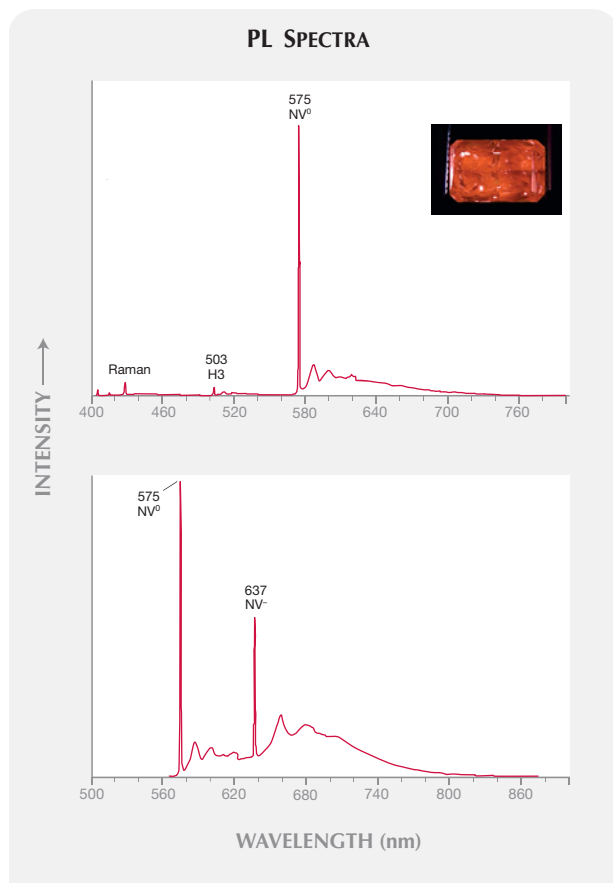 PL SPECTRA
575
NV⁰
503
H3
Raman
400 460 520 580 640 700 760
INTENSITY
575
NV⁰
637
NV⁻
500 560 620 680 740 800 860
WAVELENGTH (nm)